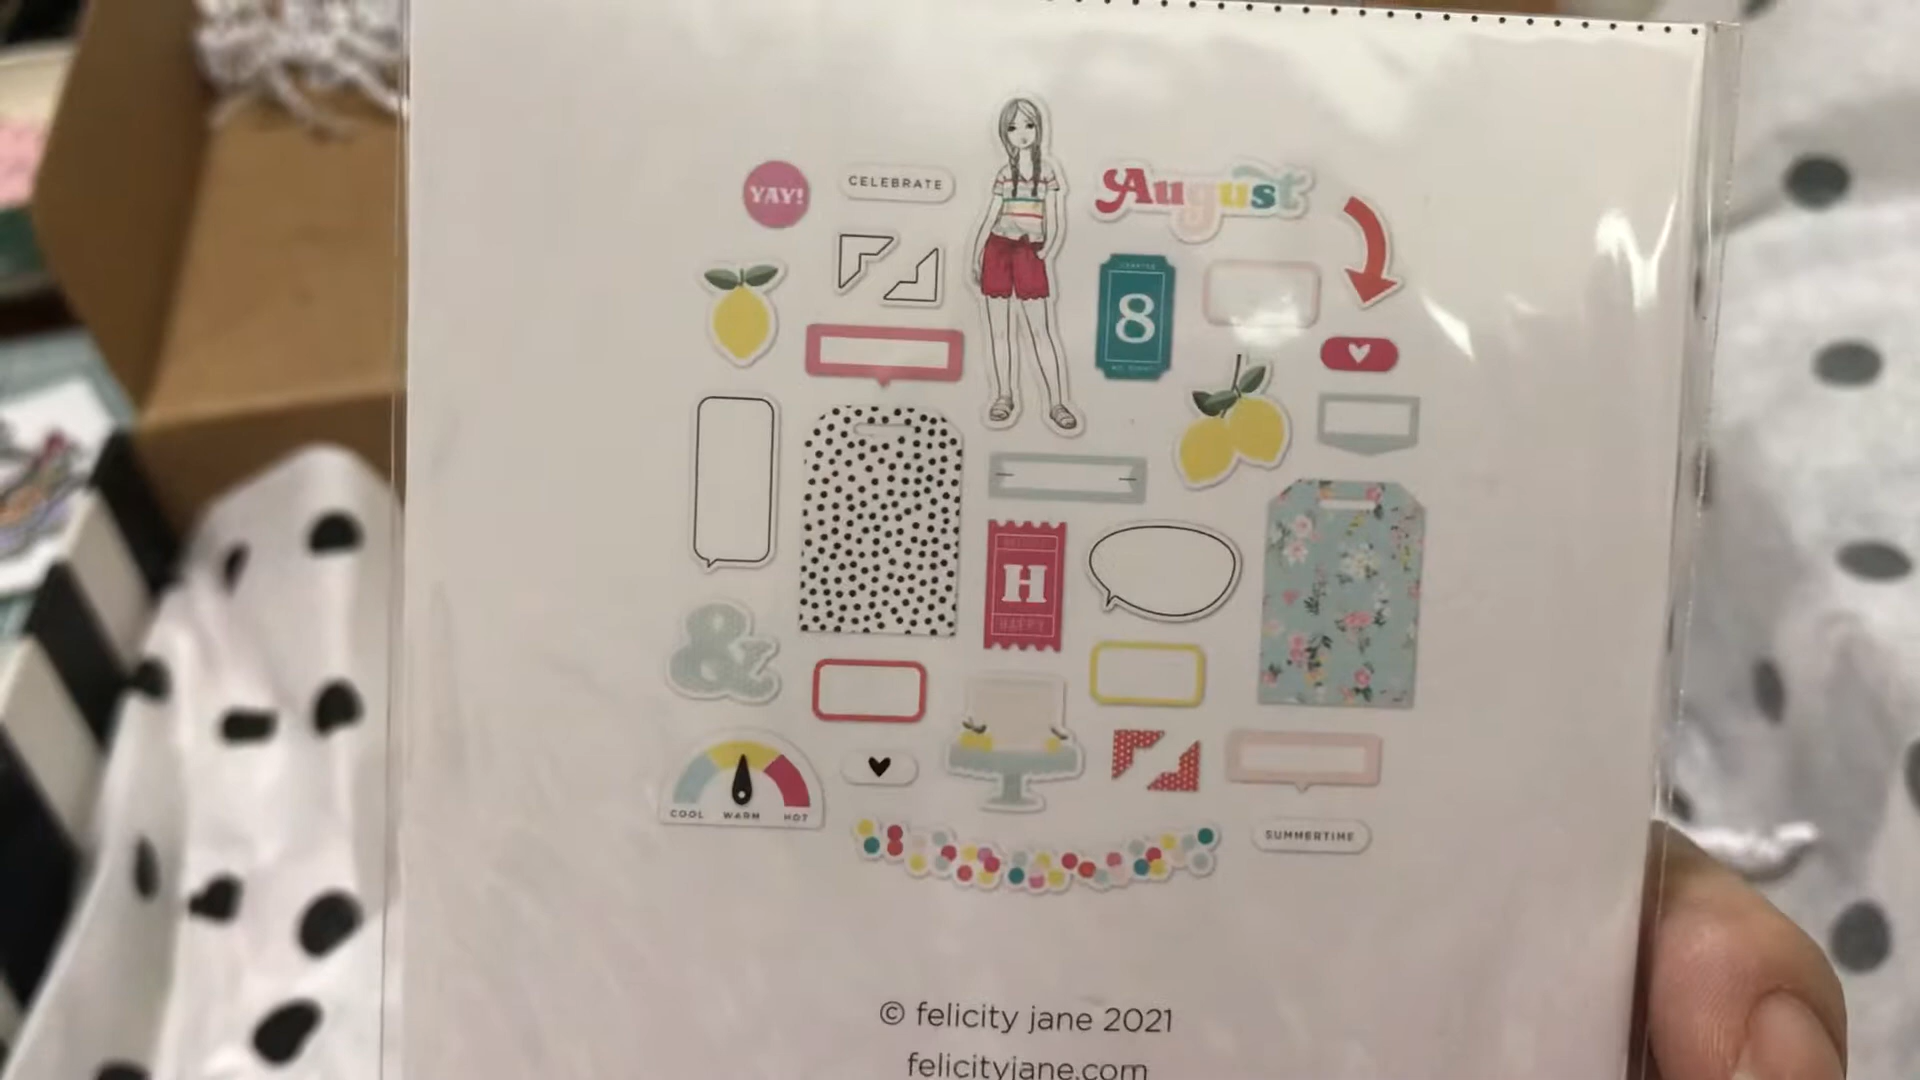 YAY!
CELEBRATE
August
8
H
HAPPY
&
COOL WARM HOT
SUMMERTIME
© felicity jane 2021
felicityjane.com